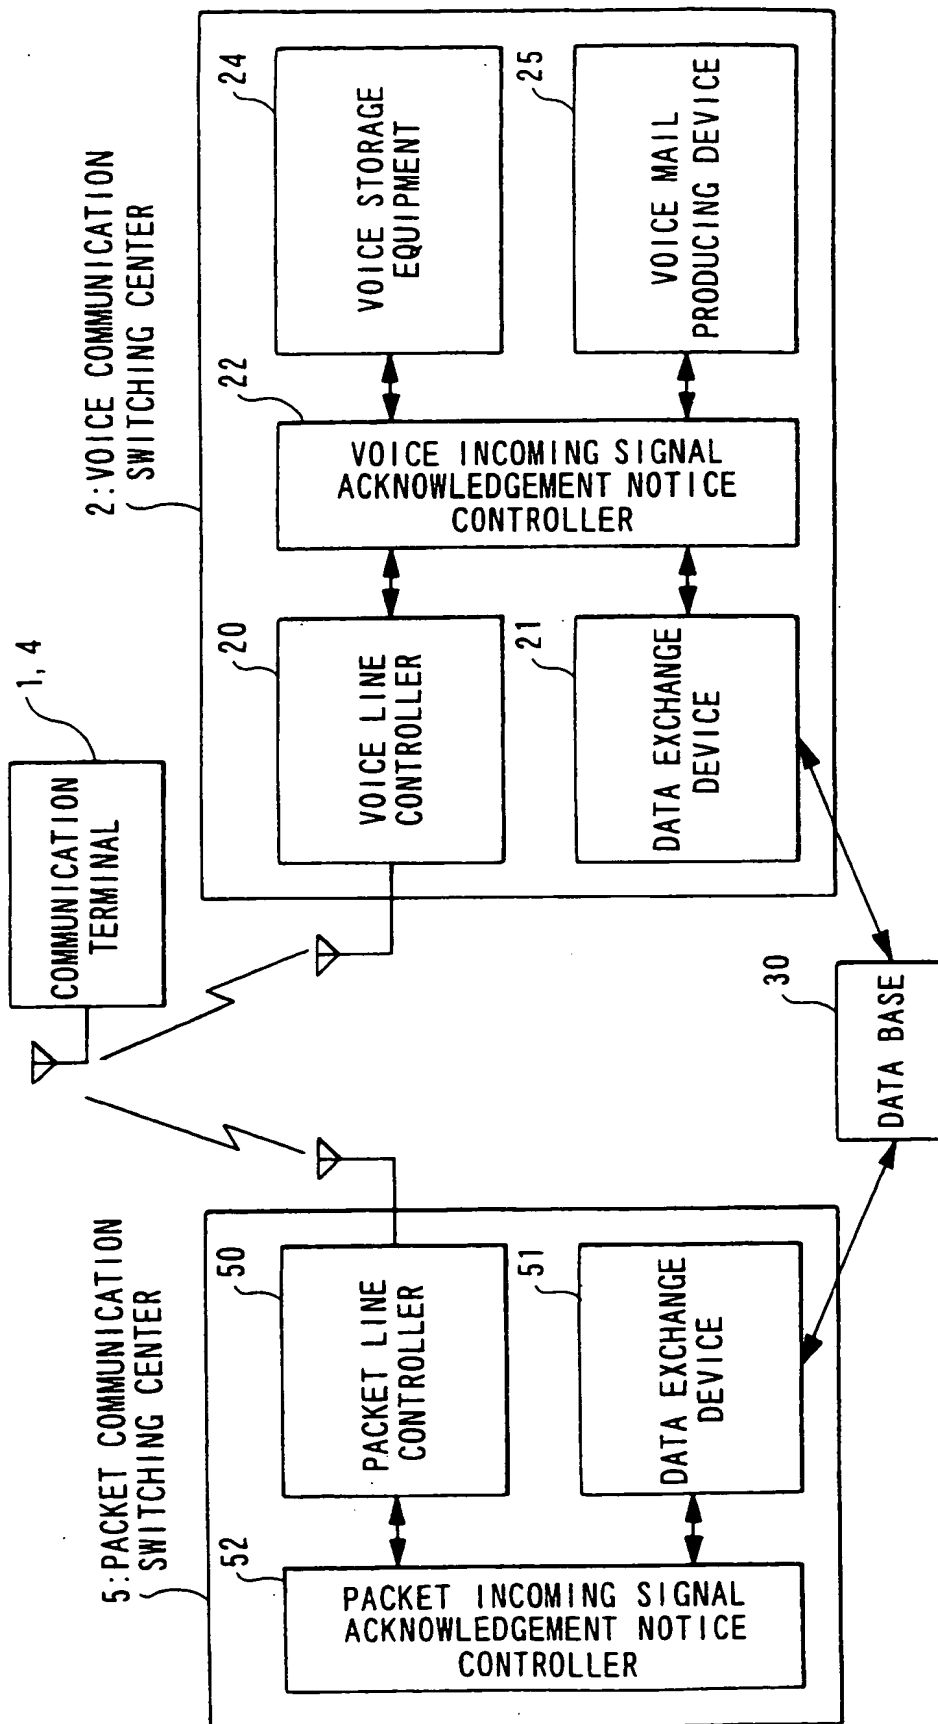 1, 4
COMMUNICATION
TERMINAL
5:PACKET COMMUNICATION
SWITCHING CENTER
52
PACKET INCOMING SIGNAL
ACKNOWLEDGEMENT NOTICE
CONTROLLER
50
PACKET LINE
CONTROLLER
51
DATA EXCHANGE
DEVICE
30
DATA BASE
2:VOICE COMMUNICATION
SWITCHING CENTER
20
VOICE LINE
CONTROLLER
21
DATA EXCHANGE
DEVICE
22
VOICE INCOMING SIGNAL
ACKNOWLEDGEMENT NOTICE
CONTROLLER
24
VOICE STORAGE
EQUIPMENT
25
VOICE MAIL
PRODUCING DEVICE